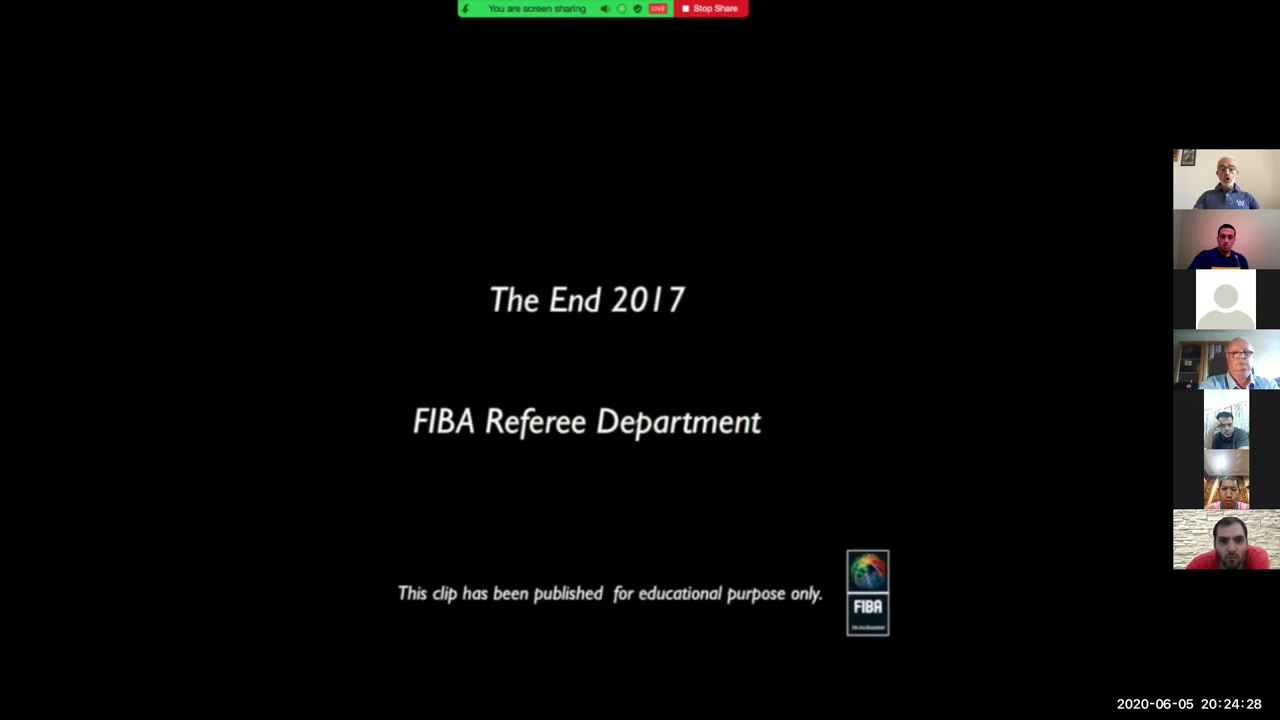 You are screen sharing LIVE Stop Share
The End 2017
FIBA Referee Department
This clip has been published for educational purpose only.
FIBA
2020-06-05 20:24:28